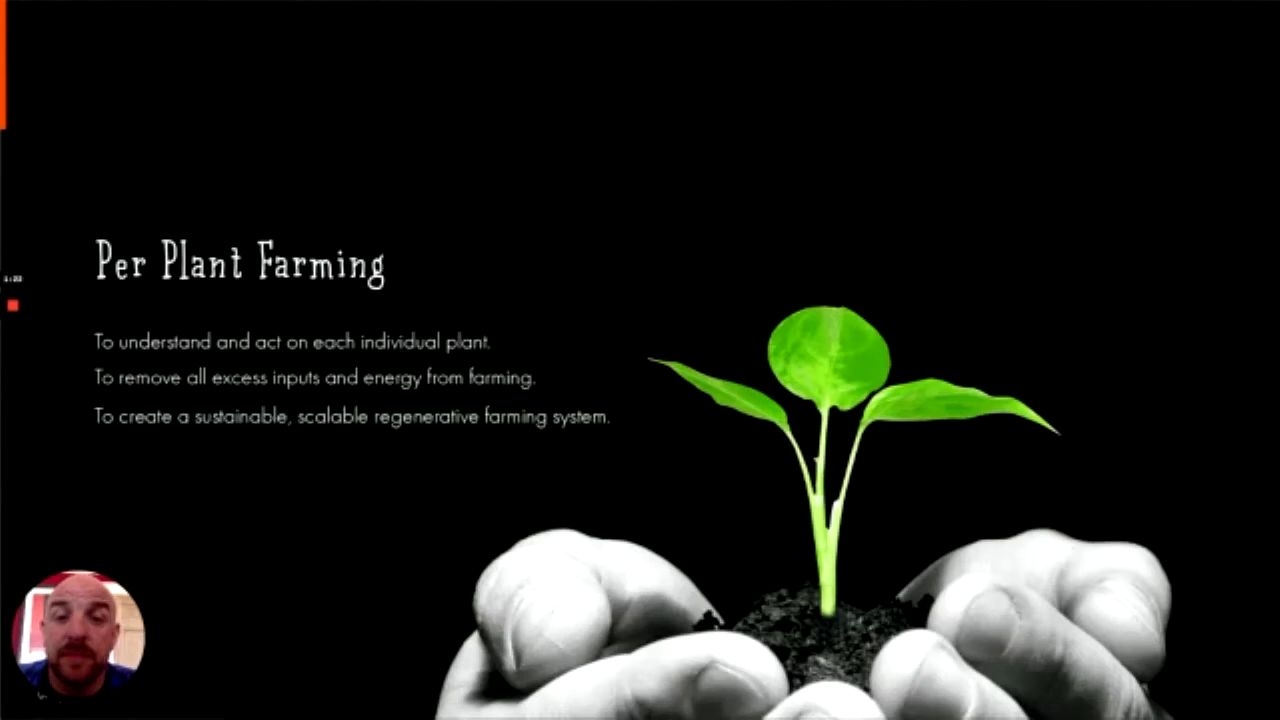 Per Plant Farming
To understand and act on each individual plant.
To remove all excess inputs and energy from farming.
To create a sustainable, scalable regenerative farming system.